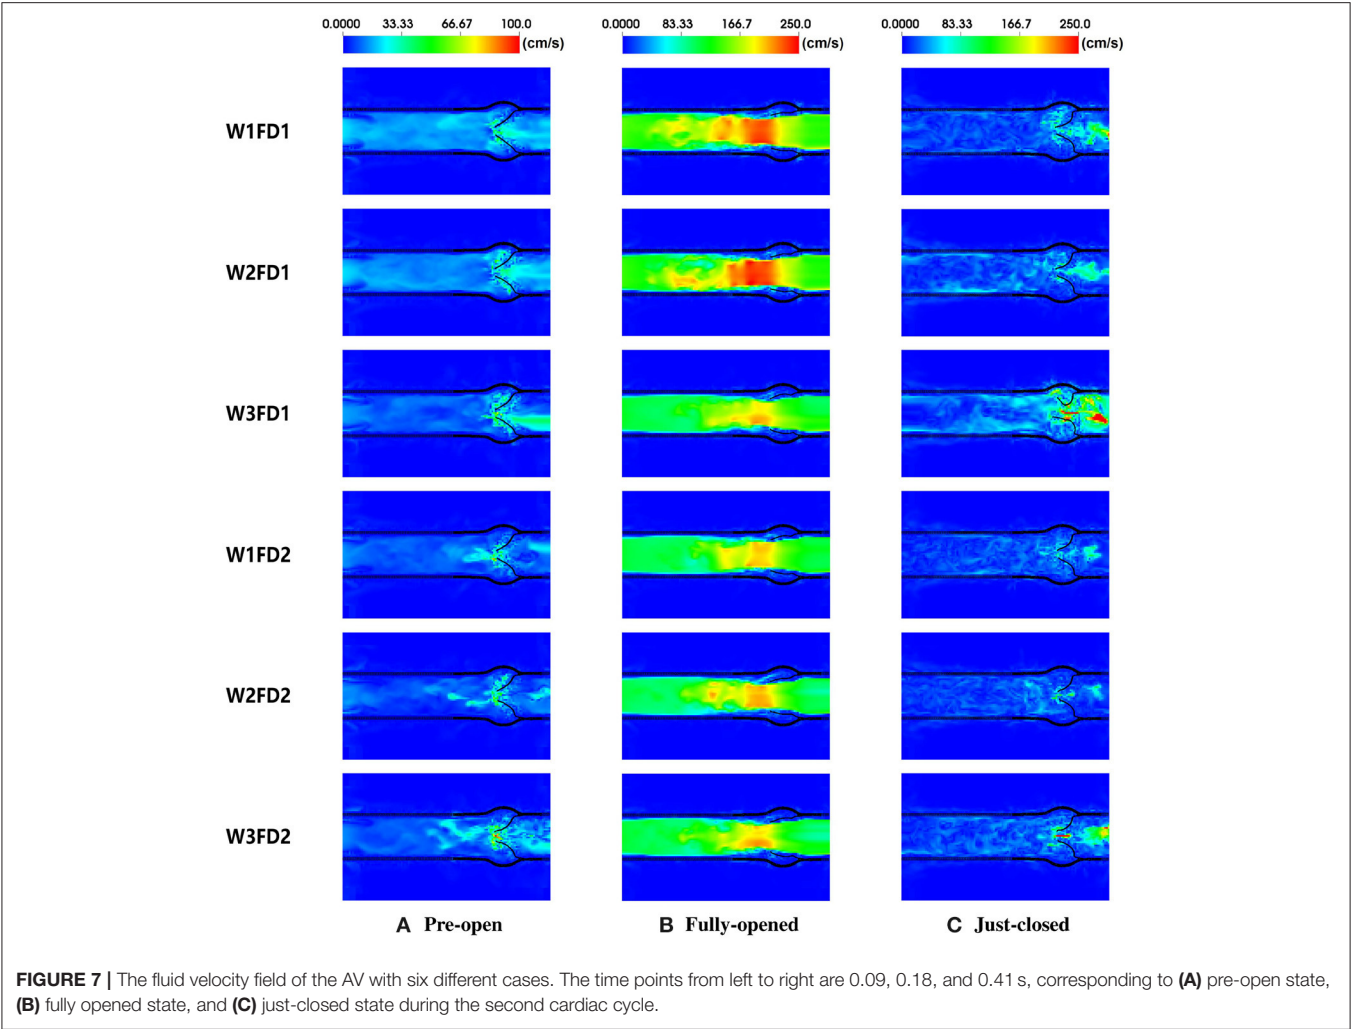 0.0000 33.33 66.67 100.0 (cm/s)
0.0000 83.33 166.7 250.0 (cm/s)
0.0000 83.33 166.7 250.0 (cm/s)
W1FD1
W2FD1
W3FD1
W1FD2
W2FD2
W3FD2
A Pre-open
B Fully-opened
C Just-closed
FIGURE 7 | The fluid velocity field of the AV with six different cases. The time points from left to right are 0.09, 0.18, and 0.41 s, corresponding to (A) pre-open state,
(B) fully opened state, and (C) just-closed state during the second cardiac cycle.